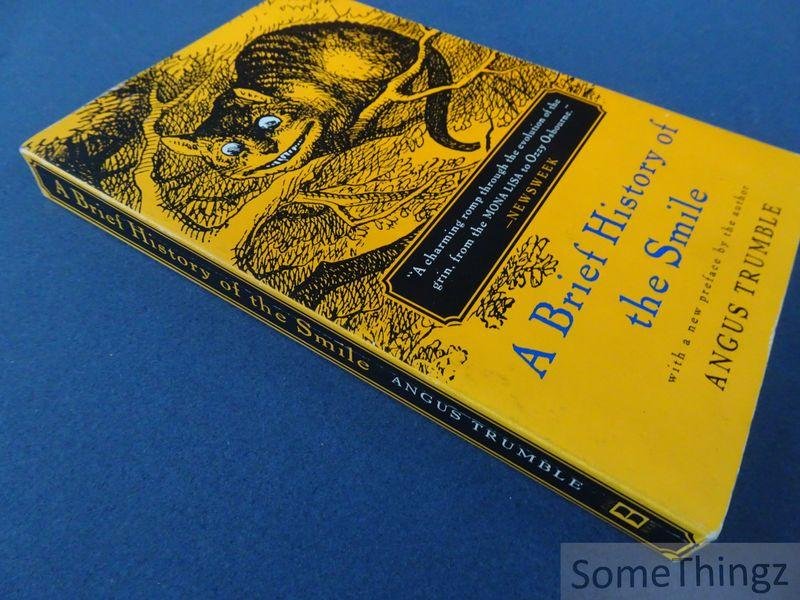 "A charming romp through the evolution of the
grin, from the MONA LISA to Ozzy Osbourne."
—NEWSWEEK
A Brief History of
the Smile
with a new preface by the author
ANGUS TRUMBLE
A Brief History of the Smile ANGUS TRUMBLE
SomeThingz